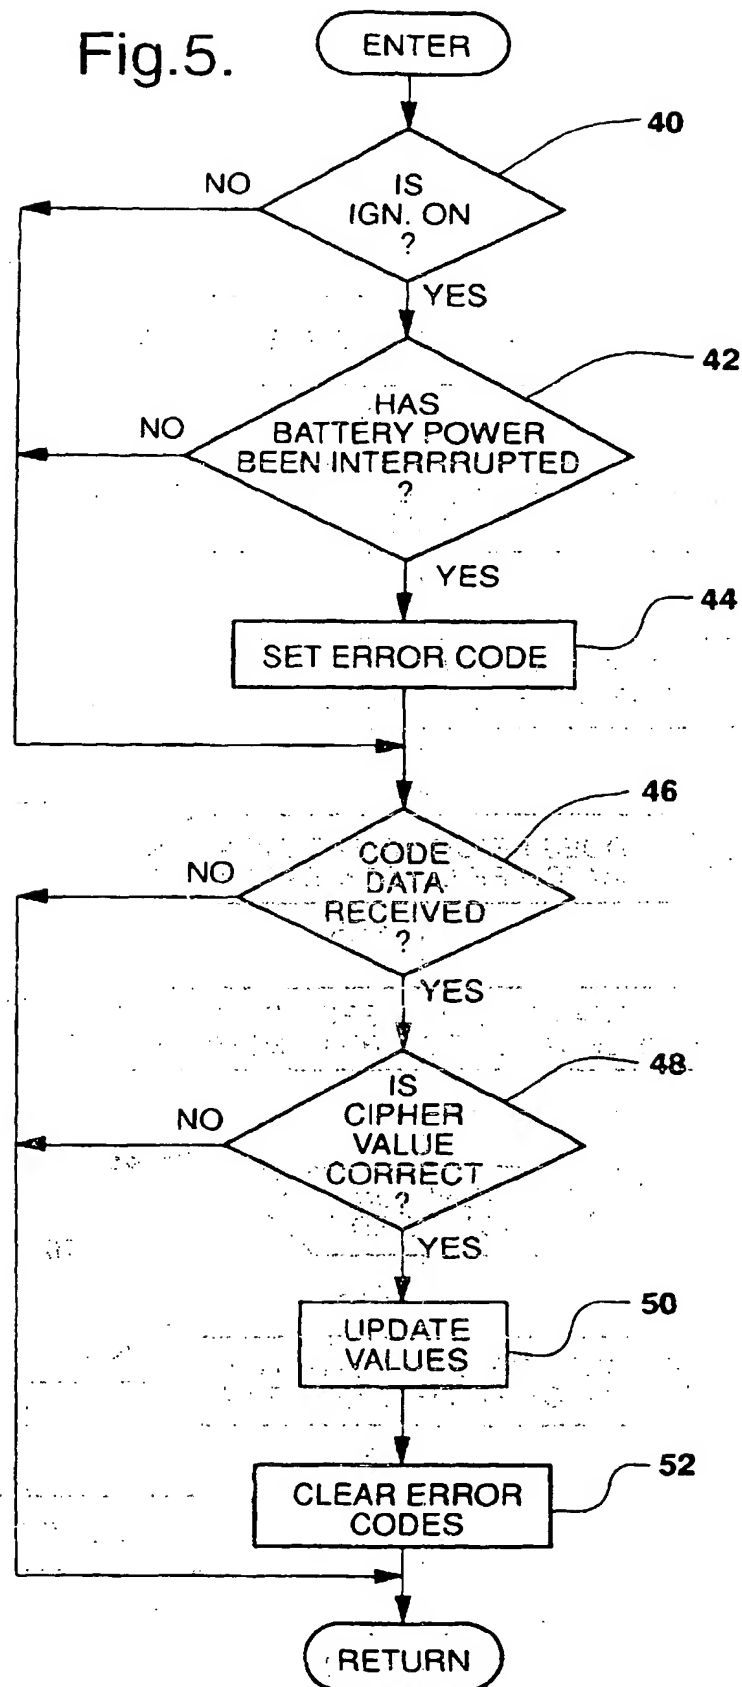 Fig.5.
ENTER
40
IS
IGN. ON
?
NO
YES
42
HAS
BATTERY POWER
BEEN INTERRRUPTED
?
NO
YES
44
SET ERROR CODE
46
CODE
DATA
RECEIVED
?
NO
YES
48
IS
CIPHER
VALUE
CORRECT
?
NO
YES
50
UPDATE
VALUES
52
CLEAR ERROR
CODES
RETURN